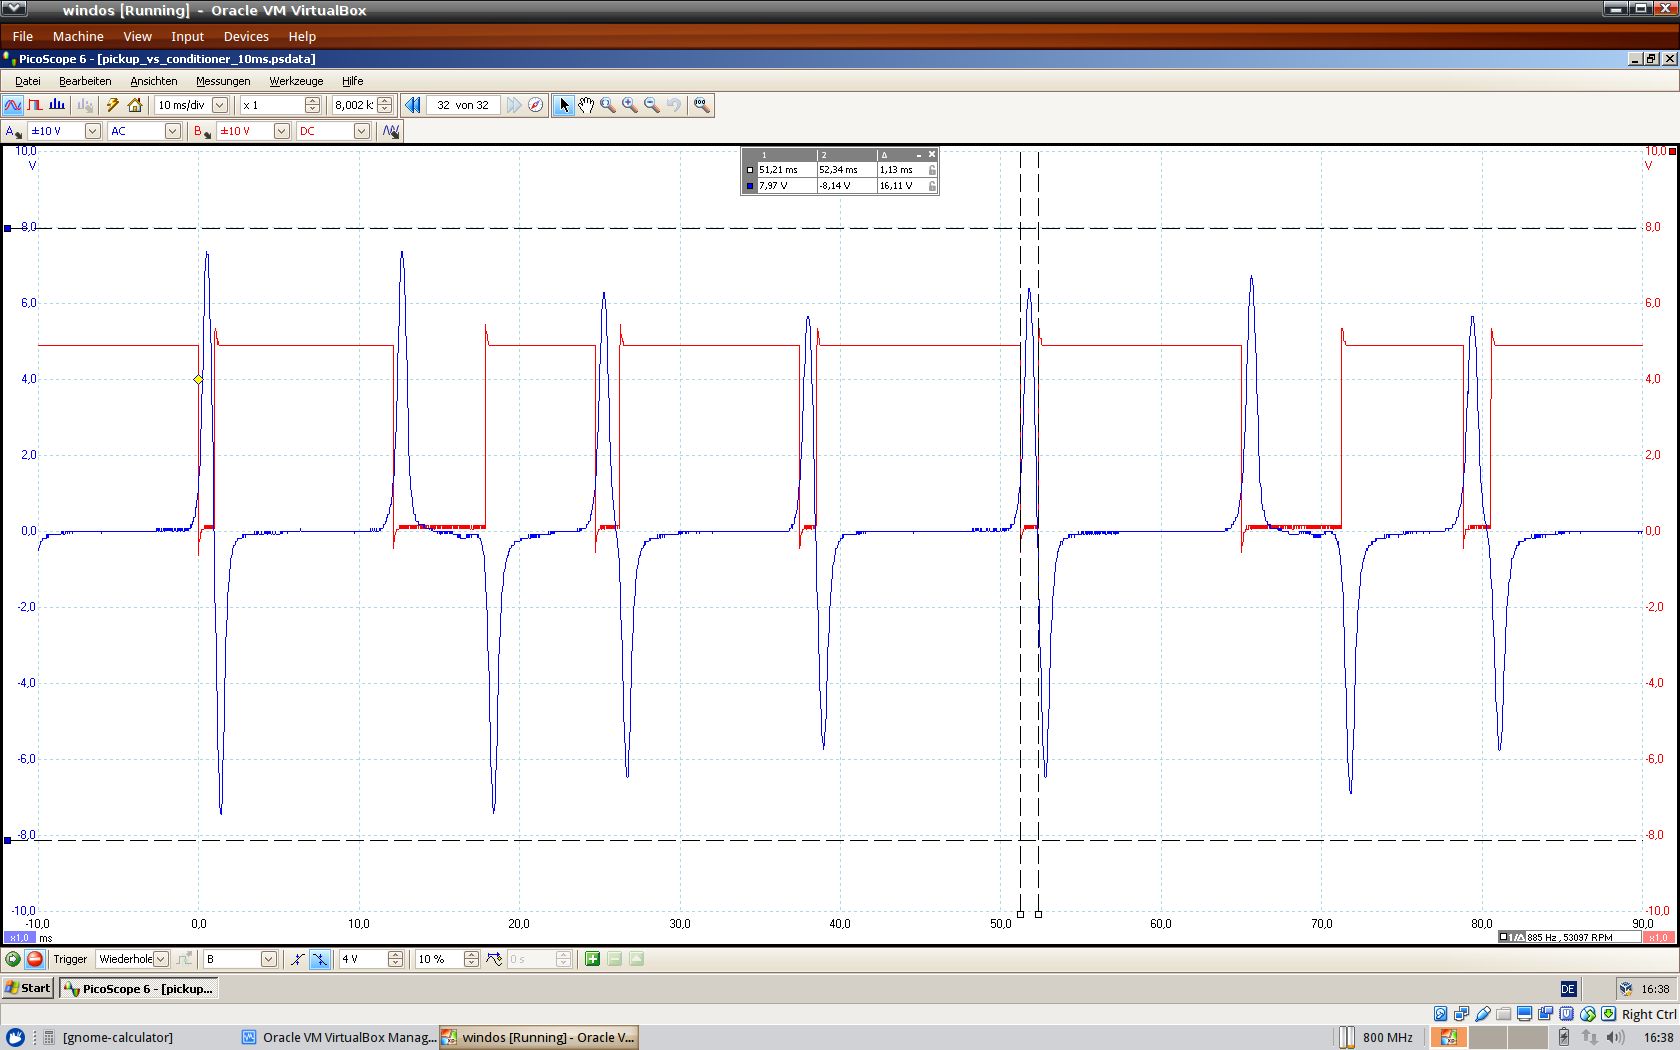 windos [Running] - Oracle VM VirtualBox
File Machine View Input Devices Help
PicoScope 6 - [pickup_vs_conditioner_10ms.psdata]
Datei Bearbeiten Ansichten Messungen Werkzeuge Hilfe
10 ms/div x 1 8,002 k: 32 von 32
A ±10 V AC B ±10 V DC
10,0 10,0
V V
1 2 Δ
51,21 ms 52,34 ms 1,13 ms
7,97 V -8,14 V 16,11 V
8,0 8,0
6,0 6,0
4,0 4,0
2,0 2,0
0,0 0,0
-2,0 -2,0
-4,0 -4,0
-6,0 -6,0
-8,0 -8,0
-10,0 -10,0
-10,0 0,0 10,0 20,0 30,0 40,0 50,0 60,0 70,0 80,0 90,0
x1,0 ms 1/Δ 885 Hz , 53097 RPM x1,0
Trigger Wiederhole B 4 V 10 % 0 s
Start PicoScope 6 - [pickup... DE 16:38
Right Ctrl
[gnome-calculator] Oracle VM VirtualBox Manag... windos [Running] - Oracle V... 800 MHz 16:38